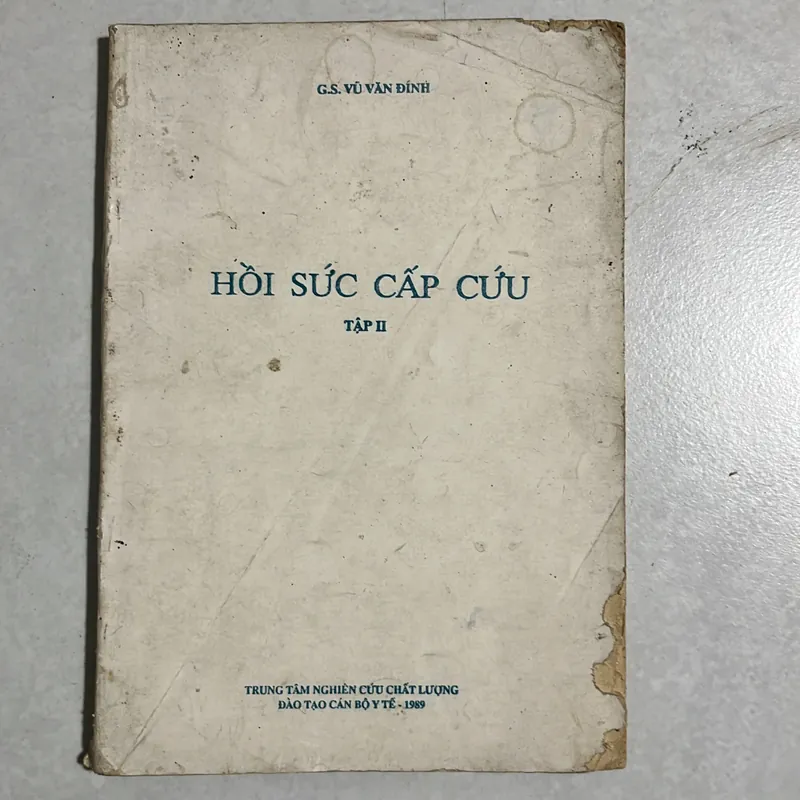 G.S. VŨ VĂN ĐÍNH
HỒI SỨC CẤP CỨU
TẬP II
TRUNG TÂM NGHIÊN CỨU CHẤT LƯỢNG
ĐÀO TẠO CÁN BỘ Y TẾ - 1989